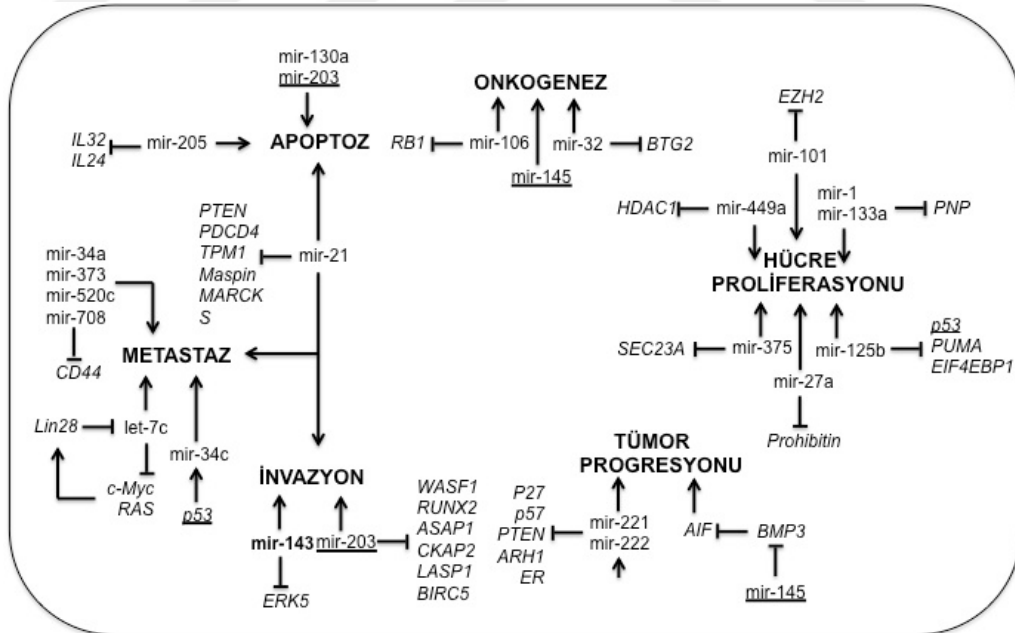 mir-130a
mir-203
IL32
IL24
mir-205
APOPTOZ
ONKOGENEZ
RB1
mir-106
mir-32
BTG2
mir-145
EZH2
mir-101
HDAC1
mir-449a
mir-1
mir-133a
PNP
HÜCRE
PROLİFERASYONU
PTEN
PDCD4
TPM1
Maspin
MARCK
S
mir-21
mir-34a
mir-373
mir-520c
mir-708
METASTAZ
CD44
SEC23A
mir-375
mir-125b
p53
PUMA
EIF4EBP1
mir-27a
Prohibitin
Lin28
let-7c
mir-34c
c-Myc
RAS
p53
İNVAZYON
mir-143
mir-203
ERK5
WASF1
RUNX2
ASAP1
CKAP2
LASP1
BIRC5
TÜMOR
PROGRESYONU
P27
p57
PTEN
ARH1
ER
mir-221
mir-222
AIF
BMP3
mir-145